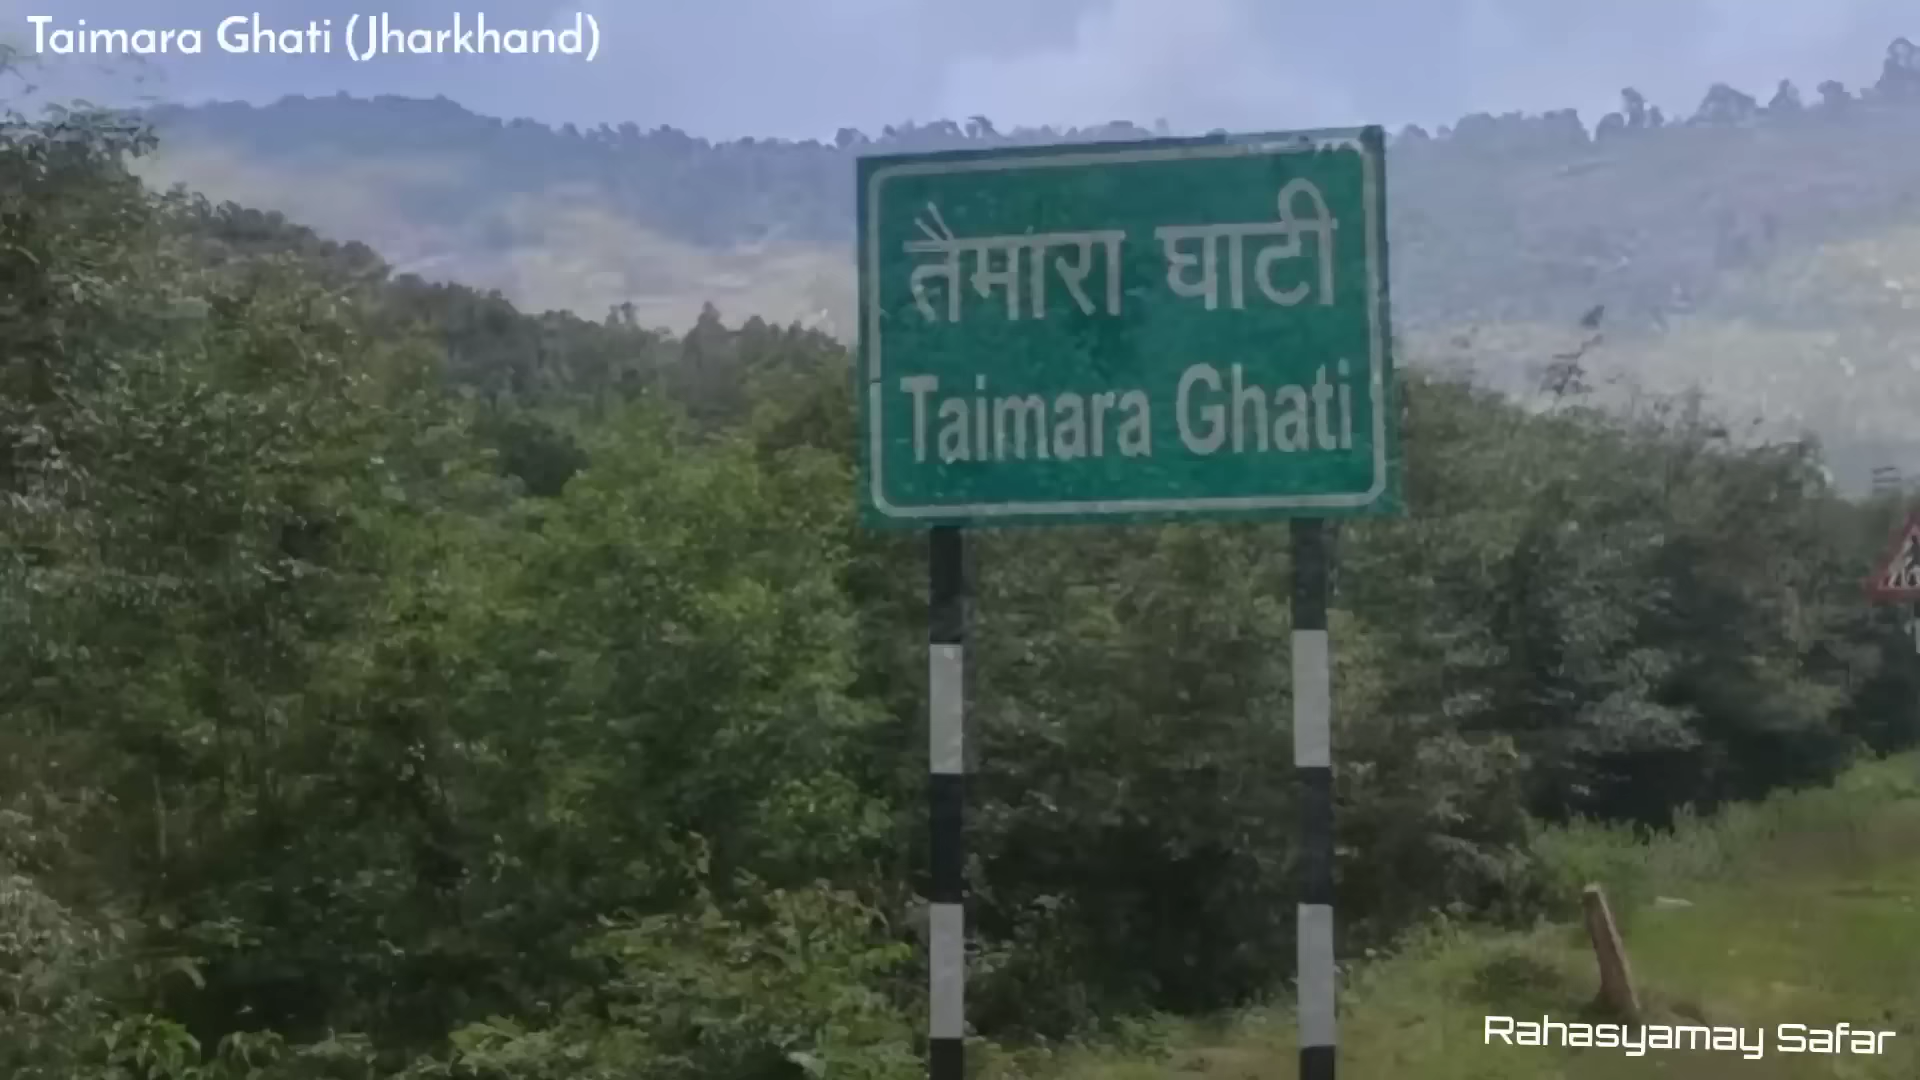 Taimara Ghati (Jharkhand)
तैमारा घाटी
Taimara Ghati
Rahasyamay Safar